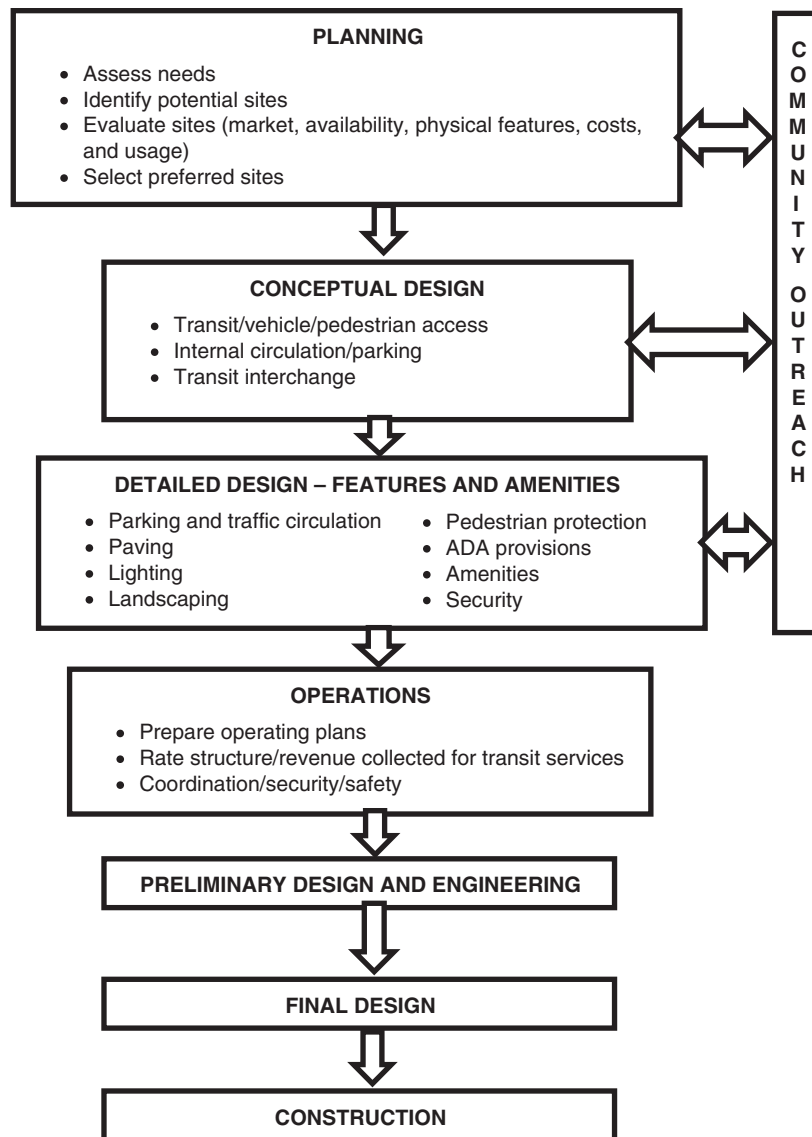 PLANNING
• Assess needs
• Identify potential sites
• Evaluate sites (market, availability, physical features, costs,
and usage)
• Select preferred sites
CONCEPTUAL DESIGN
• Transit/vehicle/pedestrian access
• Internal circulation/parking
• Transit interchange
DETAILED DESIGN – FEATURES AND AMENITIES
• Parking and traffic circulation
• Paving
• Lighting
• Landscaping
• Pedestrian protection
• ADA provisions
• Amenities
• Security
OPERATIONS
• Prepare operating plans
• Rate structure/revenue collected for transit services
• Coordination/security/safety
PRELIMINARY DESIGN AND ENGINEERING
FINAL DESIGN
CONSTRUCTION
COMMUNITY OUTREACH